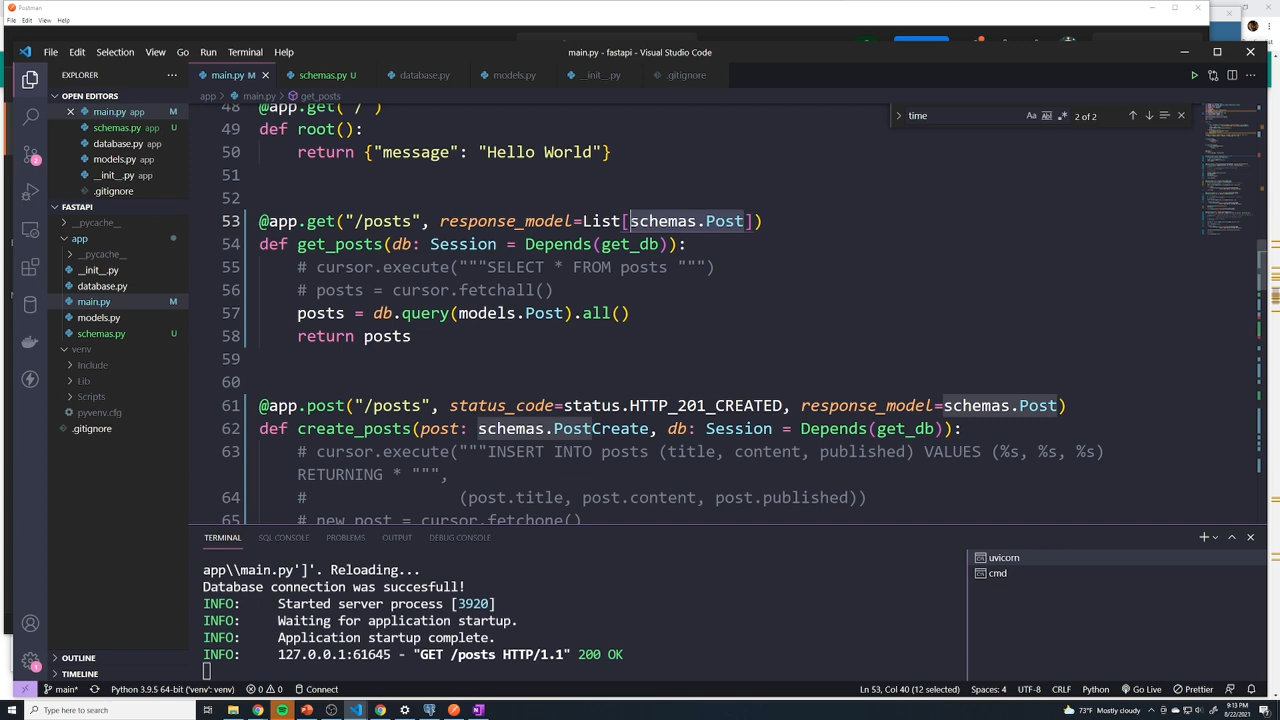 Postman
File Edit View Help
File Edit Selection View Go Run Terminal Help
main.py - fastapi - Visual Studio Code
EXPLORER
main.py M
schemas.py U
database.py
models.py
__init__.py
.gitignore
OPEN EDITORS
app > main.py > get_posts
main.py app M
schemas.py app U
database.py app
models.py app
__init__.py app
.gitignore
FASTAPI
__pycache__
app
__pycache__
__init__.py
database.py
main.py M
models.py
schemas.py U
venv
Include
Lib
Scripts
pyvenv.cfg
.gitignore
OUTLINE
TIMELINE
time
Aa
2 of 2
48 @app.get("/")
49 def root():
50 return {"message": "Hello World"}
51
52
53 @app.get("/posts", response_model=List[schemas.Post])
54 def get_posts(db: Session = Depends(get_db)):
55 # cursor.execute("""SELECT * FROM posts """)
56 # posts = cursor.fetchall()
57 posts = db.query(models.Post).all()
58 return posts
59
60
61 @app.post("/posts", status_code=status.HTTP_201_CREATED, response_model=schemas.Post)
62 def create_posts(post: schemas.PostCreate, db: Session = Depends(get_db)):
63 # cursor.execute("""INSERT INTO posts (title, content, published) VALUES (%s, %s, %s)
RETURNING * """,
64 # (post.title, post.content, post.published))
65 # new_post = cursor.fetchone()
TERMINAL SQL CONSOLE PROBLEMS OUTPUT DEBUG CONSOLE
app\\main.py']'. Reloading...
Database connection was succesfull!
INFO: Started server process [3920]
INFO: Waiting for application startup.
INFO: Application startup complete.
INFO: 127.0.0.1:61645 - "GET /posts HTTP/1.1" 200 OK
uvicorn
cmd
main* Python 3.9.5 64-bit ('venv': venv) 0 0 Connect Ln 53, Col 40 (12 selected) Spaces: 4 UTF-8 CRLF Python Go Live Prettier
Type here to search
73°F Mostly cloudy
9:13 PM
8/22/2021